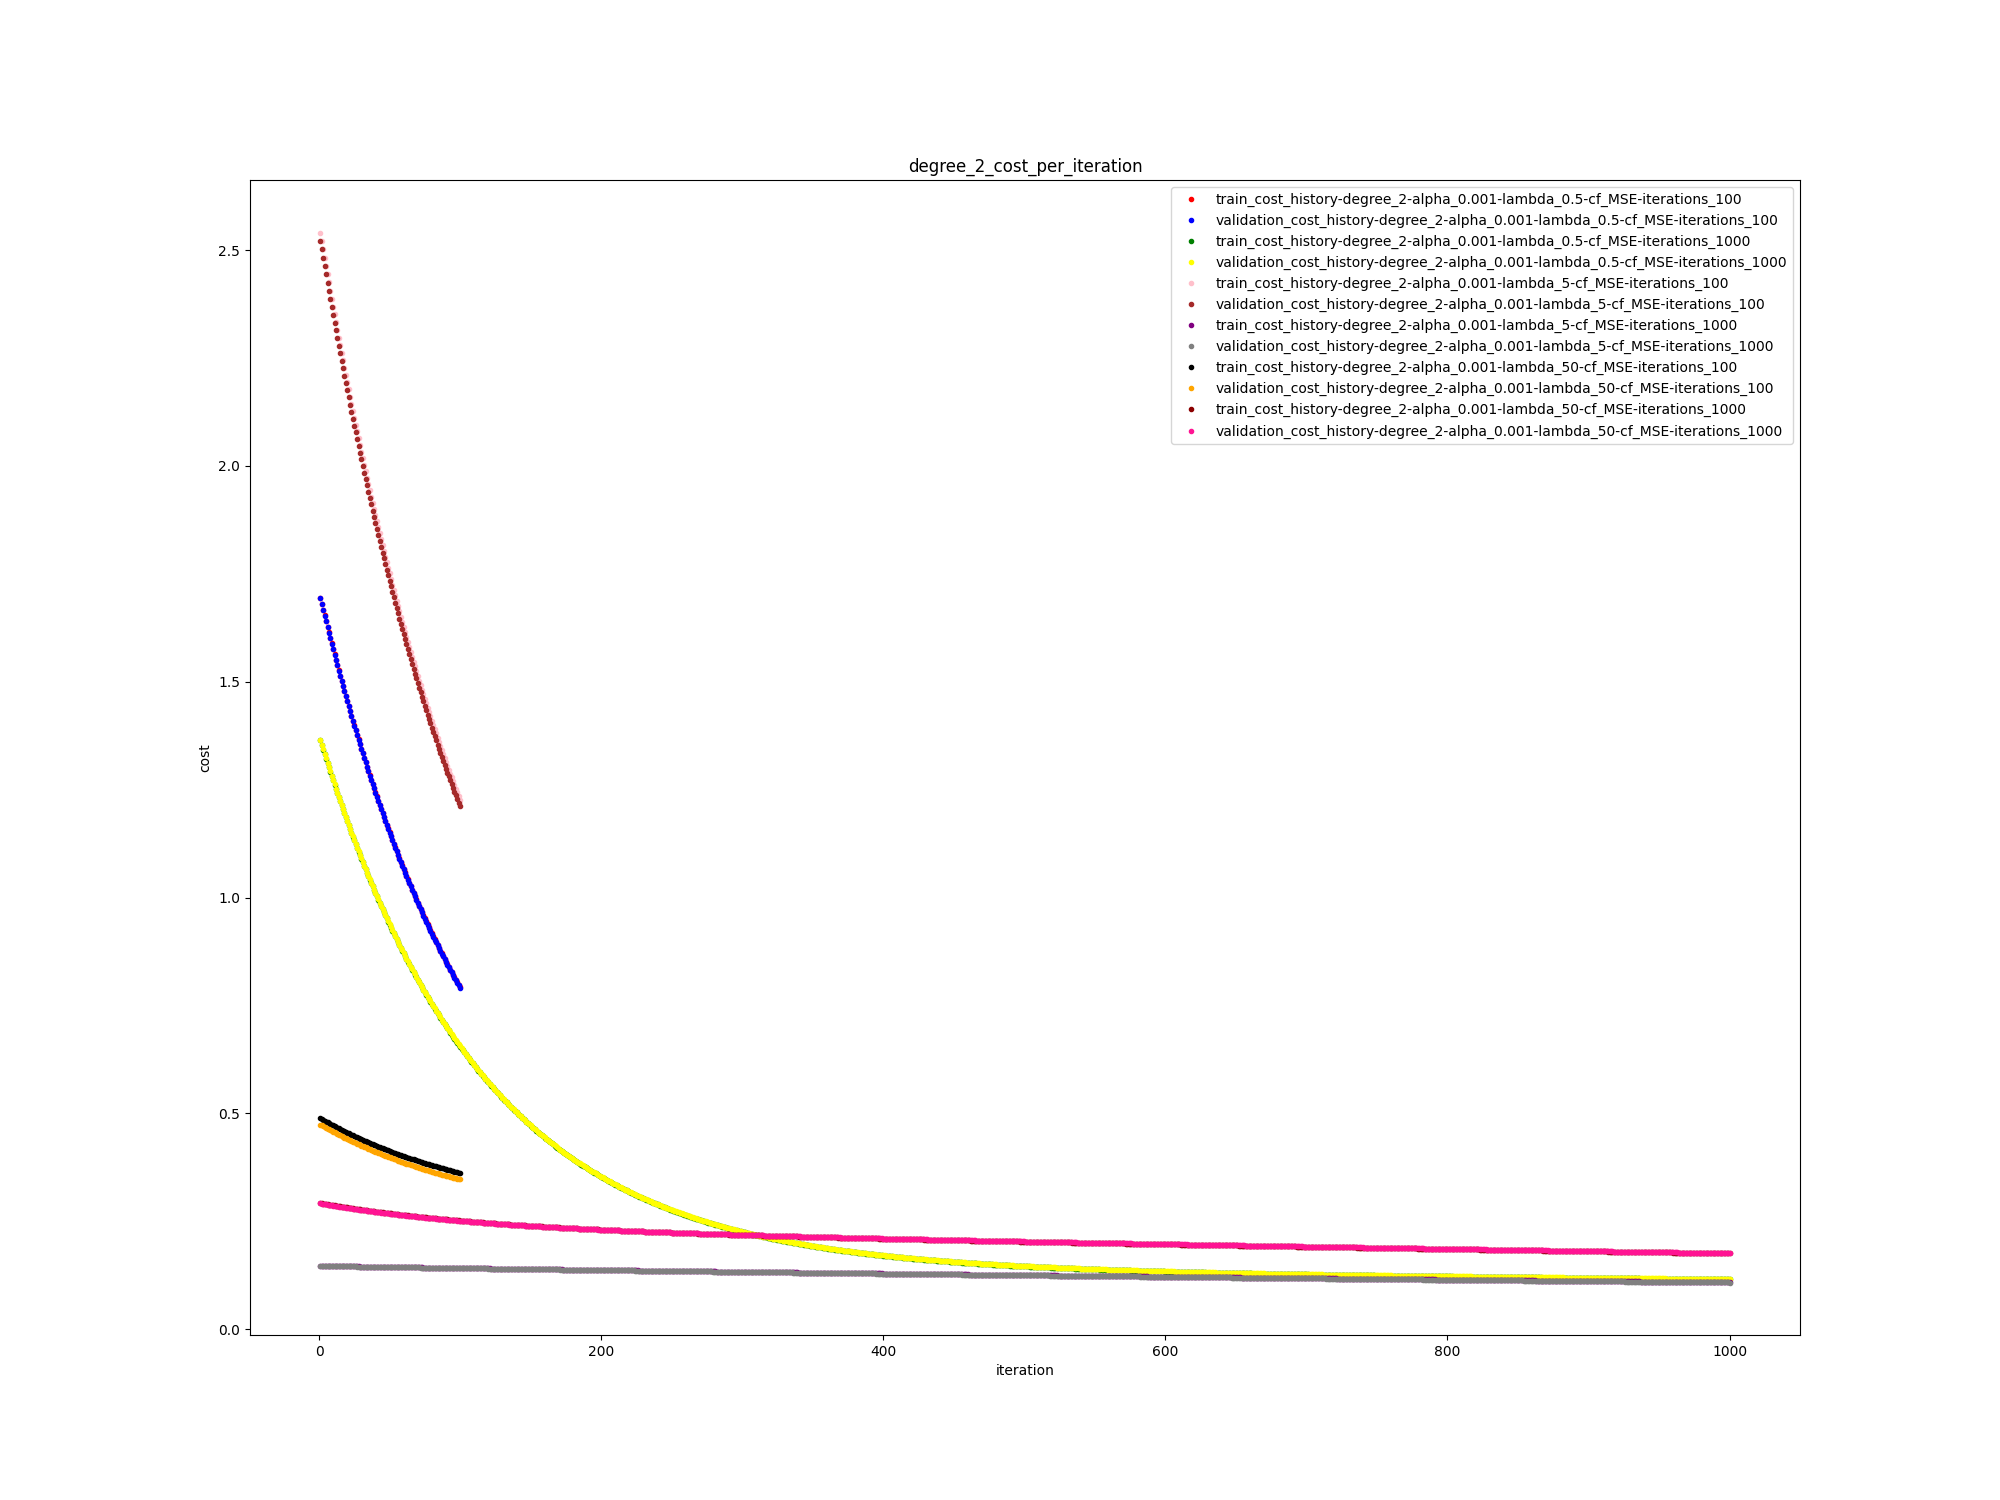 degree_2_cost_per_iteration
train_cost_history-degree_2-alpha_0.001-lambda_0.5-cf_MSE-iterations_100
validation_cost_history-degree_2-alpha_0.001-lambda_0.5-cf_MSE-iterations_100
train_cost_history-degree_2-alpha_0.001-lambda_0.5-cf_MSE-iterations_1000
validation_cost_history-degree_2-alpha_0.001-lambda_0.5-cf_MSE-iterations_1000
train_cost_history-degree_2-alpha_0.001-lambda_5-cf_MSE-iterations_100
validation_cost_history-degree_2-alpha_0.001-lambda_5-cf_MSE-iterations_100
train_cost_history-degree_2-alpha_0.001-lambda_5-cf_MSE-iterations_1000
validation_cost_history-degree_2-alpha_0.001-lambda_5-cf_MSE-iterations_1000
train_cost_history-degree_2-alpha_0.001-lambda_50-cf_MSE-iterations_100
validation_cost_history-degree_2-alpha_0.001-lambda_50-cf_MSE-iterations_100
train_cost_history-degree_2-alpha_0.001-lambda_50-cf_MSE-iterations_1000
validation_cost_history-degree_2-alpha_0.001-lambda_50-cf_MSE-iterations_1000
2.5
2.0
1.5
1.0
0.5
0.0
cost
0 200 400 600 800 1000
iteration